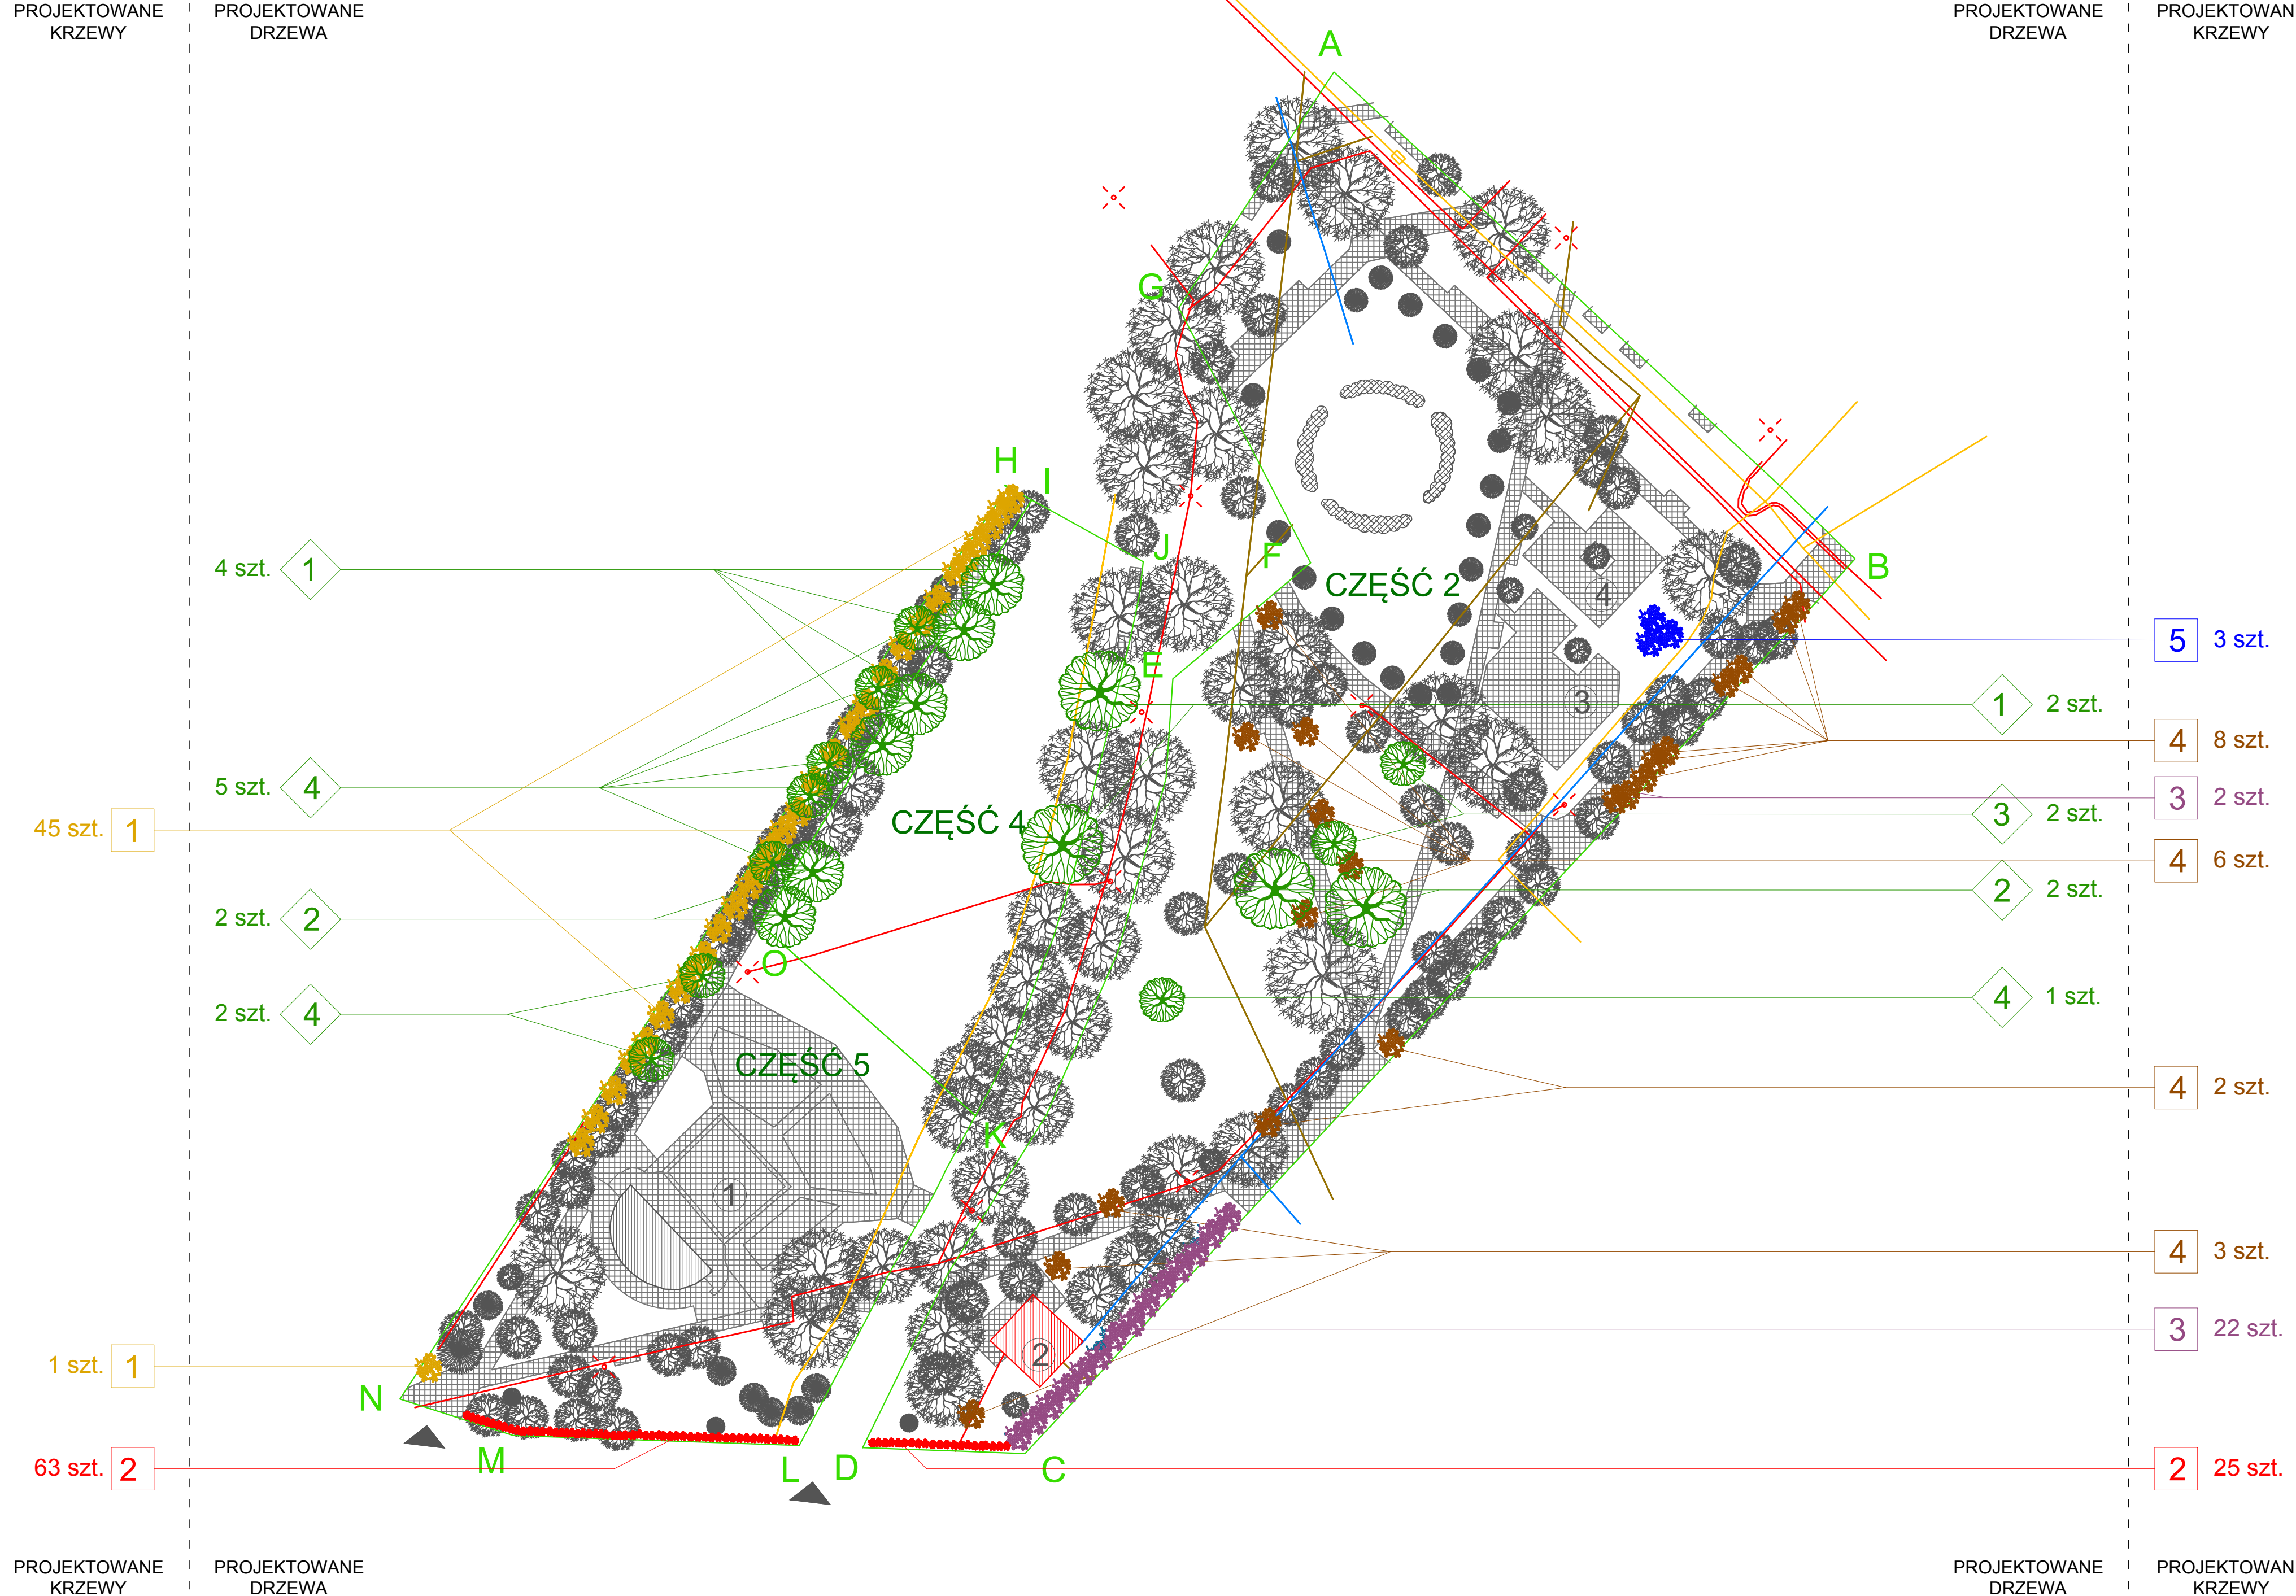 PROJEKTOWANE
KRZEWY
PROJEKTOWANE
DRZEWA
PROJEKTOWANE
DRZEWA
PROJEKTOWAN
KRZEWY
A
G
H
I
J
F
CZĘŚĆ 2
B
4
4 szt. 1
5 3 szt.
E
3
1 2 szt.
4 8 szt.
5 szt. 4
3 2 szt.
45 szt. 1
CZĘŚĆ 4
3 2 szt.
4 6 szt.
2 2 szt.
2 szt. 2
O
4 1 szt.
2 szt. 4
CZĘŚĆ 5
4 2 szt.
K
1
4 3 szt.
3 22 szt.
2
1 szt. 1
N
M
L
D
C
63 szt. 2
2 25 szt.
PROJEKTOWANE
KRZEWY
PROJEKTOWANE
DRZEWA
PROJEKTOWANE
DRZEWA
PROJEKTOWAN
KRZEWY